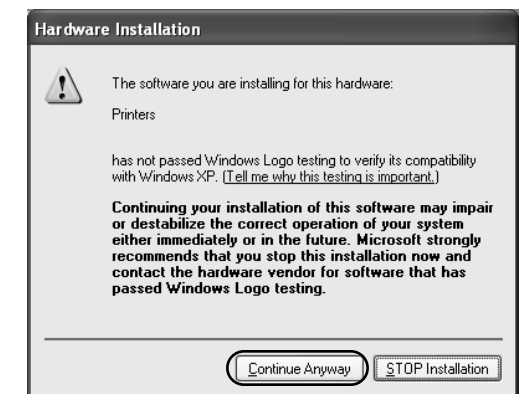 Hardware Installation
The software you are installing for this hardware:
Printers
has not passed Windows Logo testing to verify its compatibility
with Windows XP. (Tell me why this testing is important.)
Continuing your installation of this software may impair
or destabilize the correct operation of your system
either immediately or in the future. Microsoft strongly
recommends that you stop this installation now and
contact the hardware vendor for software that has
passed Windows Logo testing.
Continue Anyway
STOP Installation